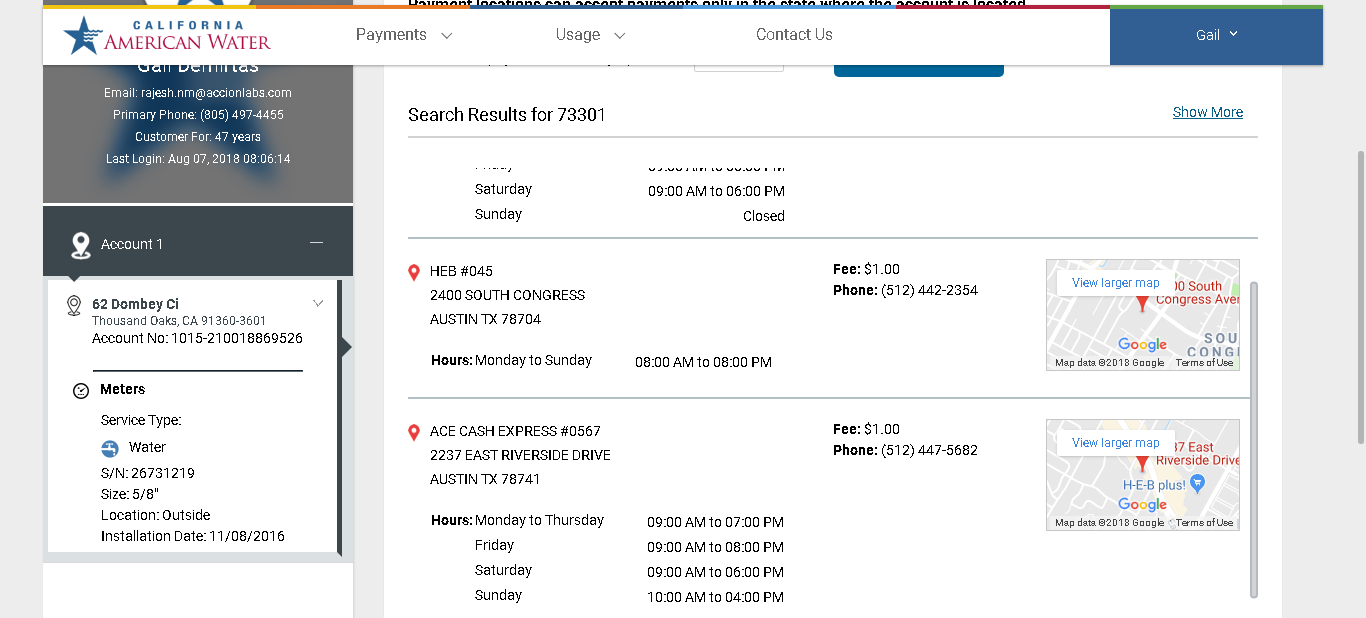 Payment locations can accept payments only in the state where the account is located
CALIFORNIA
AMERICAN WATER
Payments
Usage
Contact Us
Gail
Gail Demirtas
Email: rajesh.nm@accionlabs.com
Primary Phone: (805) 497-4455
Customer For: 47 years
Last Login: Aug 07, 2018 08:06:14
Account 1
62 Dombey Ci
Thousand Oaks, CA 91360-3601
Account No: 1015-210018869526
Meters
Service Type:
Water
S/N: 26731219
Size: 5/8"
Location: Outside
Installation Date: 11/08/2016
Search Results for 73301
Show More
Saturday 09:00 AM to 06:00 PM
Sunday Closed
HEB #045
2400 SOUTH CONGRESS
AUSTIN TX 78704
Hours: Monday to Sunday 08:00 AM to 08:00 PM
Fee: $1.00
Phone: (512) 442-2354
View larger map
00 South
Congress Aver
SOU
CONG
Google
Map data ©2018 Google Terms of Use
ACE CASH EXPRESS #0567
2237 EAST RIVERSIDE DRIVE
AUSTIN TX 78741
Hours: Monday to Thursday 09:00 AM to 07:00 PM
Friday 09:00 AM to 08:00 PM
Saturday 09:00 AM to 06:00 PM
Sunday 10:00 AM to 04:00 PM
Fee: $1.00
Phone: (512) 447-5682
View larger map
37 East
Riverside Drive
H-E-B plus!
Google
Map data ©2018 Google Terms of Use